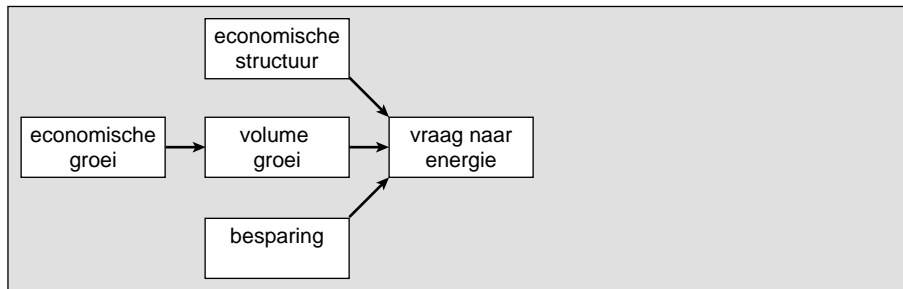 economische
structuur
economische
groei
volume
groei
vraag naar
energie
besparing